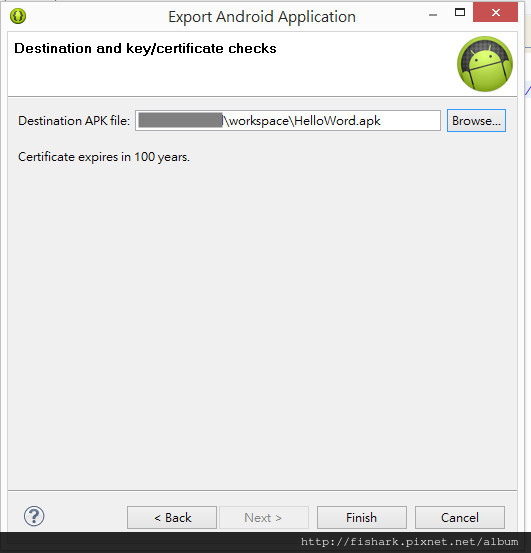 Export Android Application
Destination and key/certificate checks
Destination APK file: \workspace\HelloWord.apk Browse...
Certificate expires in 100 years.
? < Back Next > Finish Cancel
http://fishark.pixnet.net/album